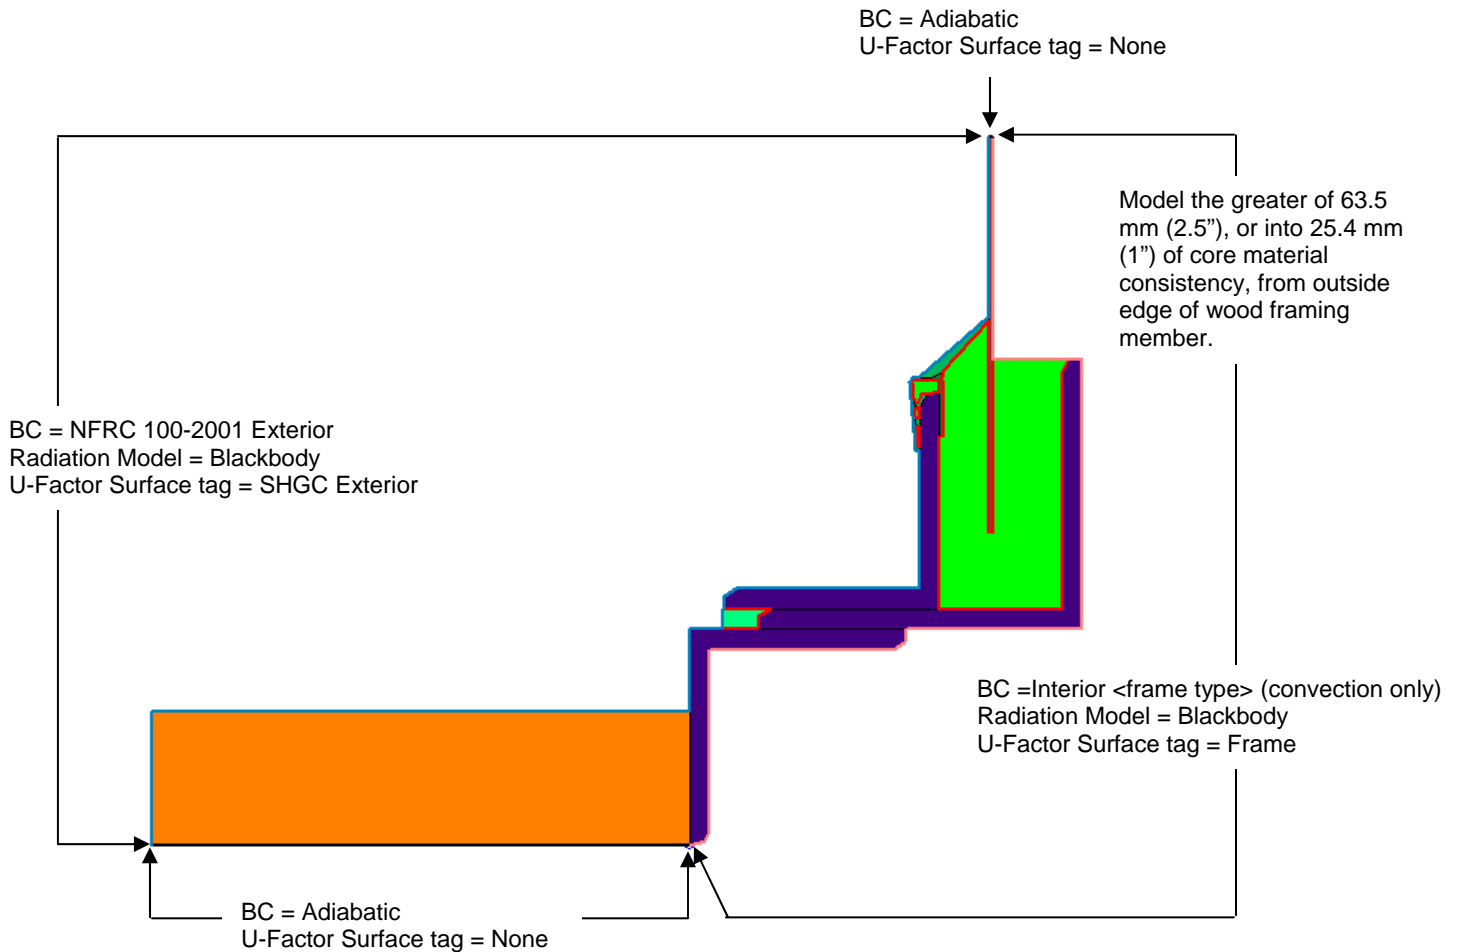 BC = Adiabatic
U-Factor Surface tag = None
Model the greater of 63.5
mm (2.5”), or into 25.4 mm
(1”) of core material
consistency, from outside
edge of wood framing
member.
BC = NFRC 100-2001 Exterior
Radiation Model = Blackbody
U-Factor Surface tag = SHGC Exterior
BC =Interior <frame type> (convection only)
Radiation Model = Blackbody
U-Factor Surface tag = Frame
BC = Adiabatic
U-Factor Surface tag = None